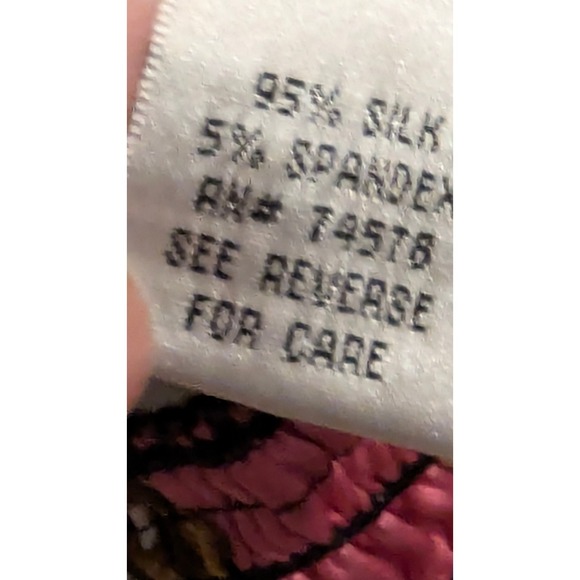 95% SILK
5% SPANDEX
RN# 74578
SEE REVERSE
FOR CARE